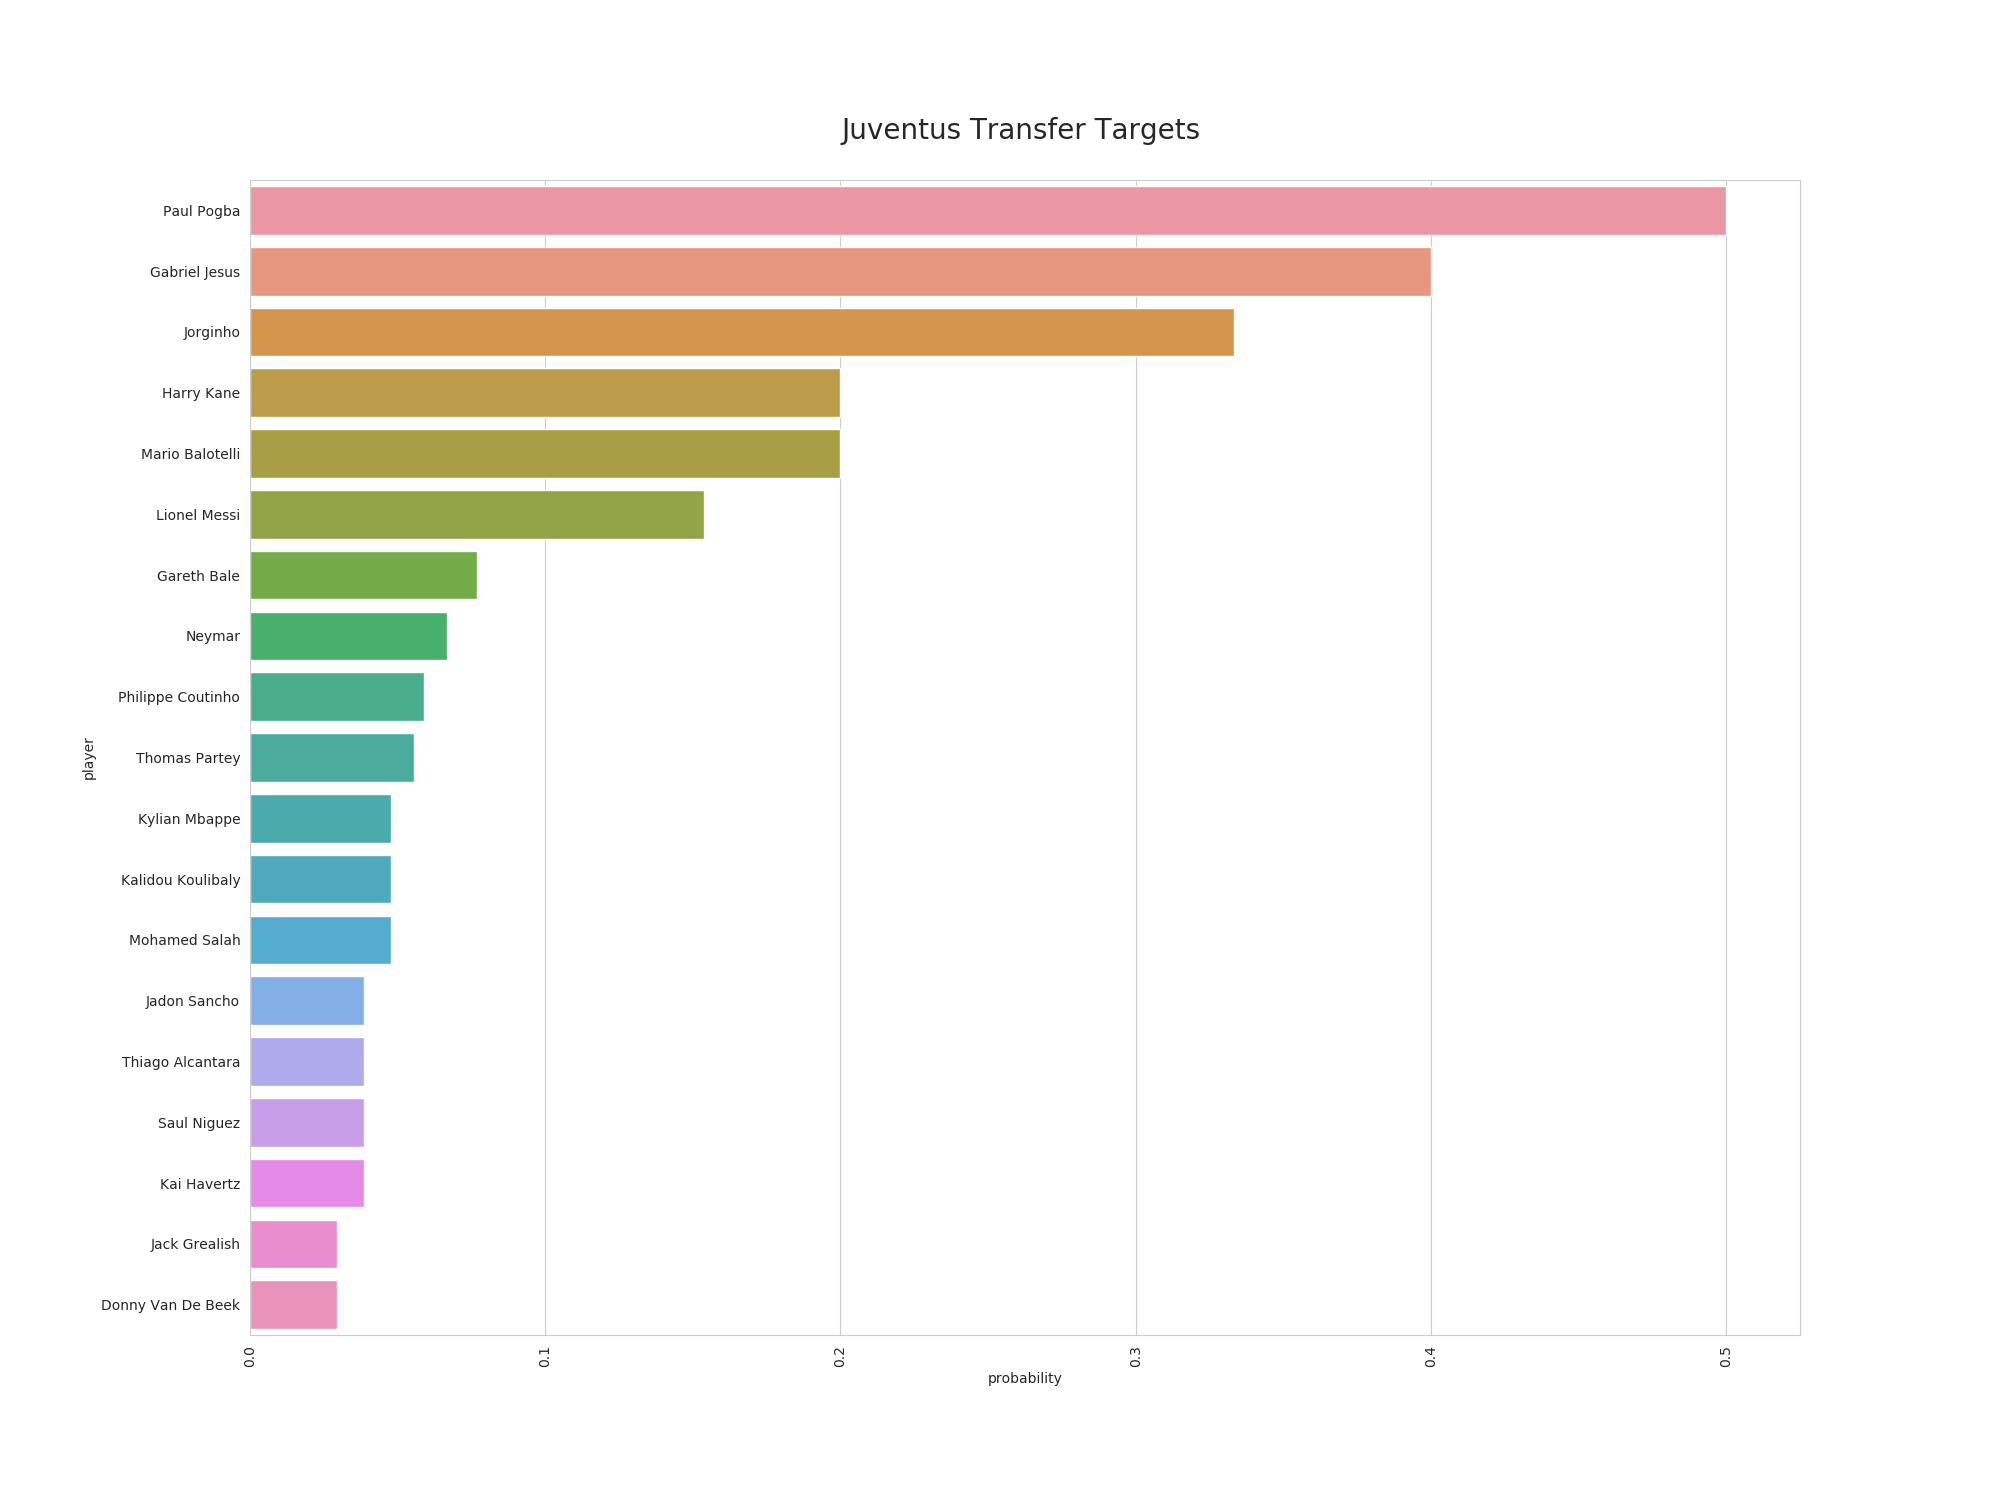 Juventus Transfer Targets
Paul Pogba
Gabriel Jesus
Jorginho
Harry Kane
Mario Balotelli
Lionel Messi
Gareth Bale
Neymar
Philippe Coutinho
Thomas Partey
Kylian Mbappe
Kalidou Koulibaly
Mohamed Salah
Jadon Sancho
Thiago Alcantara
Saul Niguez
Kai Havertz
Jack Grealish
Donny Van De Beek
player
0.0 0.1 0.2 0.3 0.4 0.5
probability